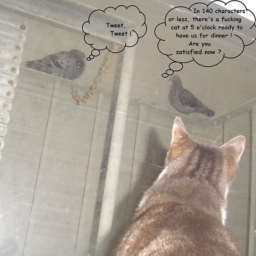 Tweet,
Tweet !
In 140 characters
or less, there's a fucking
cat at 5 o'clock ready to
have us for dinner !
Are you
satisfied now ?